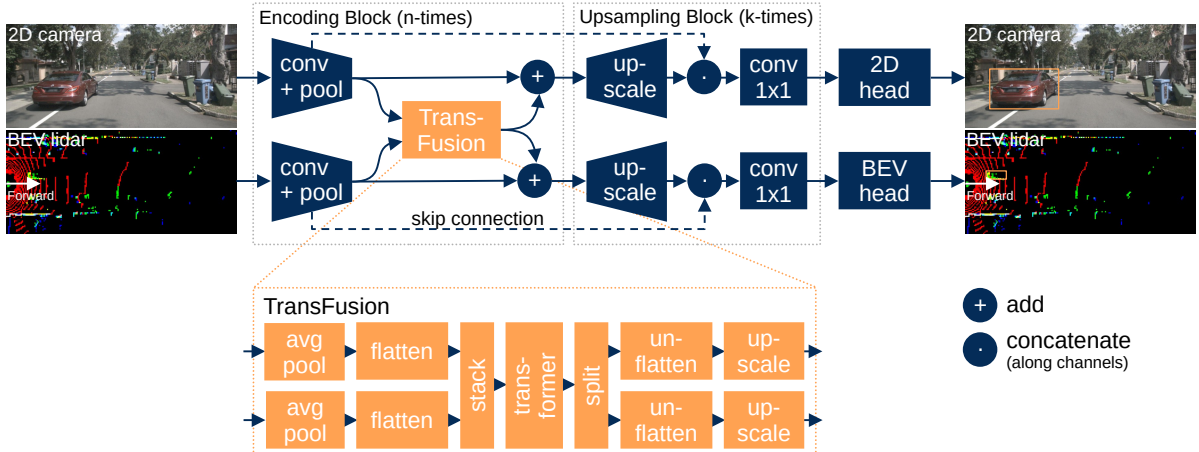 Encoding Block (n-times)
Upsampling Block (k-times)
2D camera
conv
+ pool
+
up-
scale
·
conv
1x1
2D
head
2D camera
Trans-
Fusion
BEV lidar
Forward
conv
+ pool
+
up-
scale
·
conv
1x1
BEV
head
BEV lidar
Forward
skip connection
TransFusion
avg
pool
flatten
stack
trans-
former
split
un-
flatten
up-
scale
avg
pool
flatten
un-
flatten
up-
scale
+ add
· concatenate
(along channels)